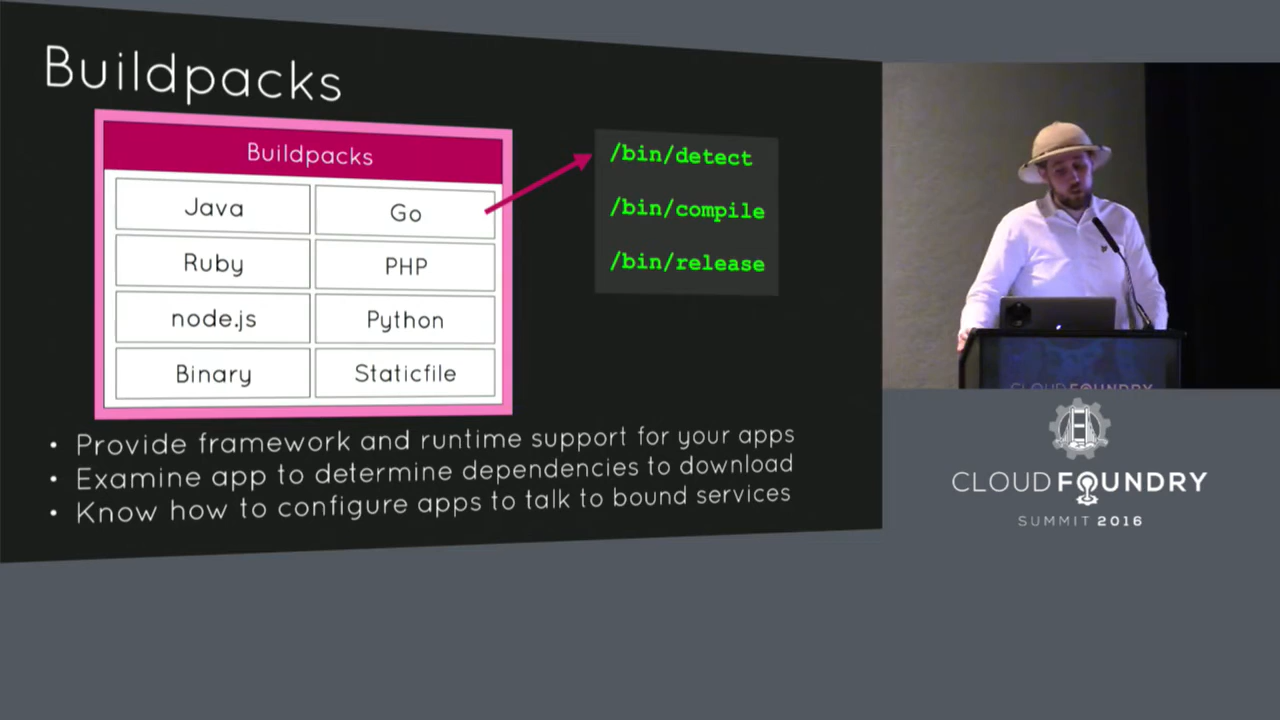 Buildpacks
Buildpacks
Java
Go
Ruby
PHP
node.js
Python
Binary
Staticfile
/bin/detect
/bin/compile
/bin/release
• Provide framework and runtime support for your apps
• Examine app to determine dependencies to download
• Know how to configure apps to talk to bound services
CLOUD FOUNDRY
CLOUD FOUNDRY
SUMMIT 2016